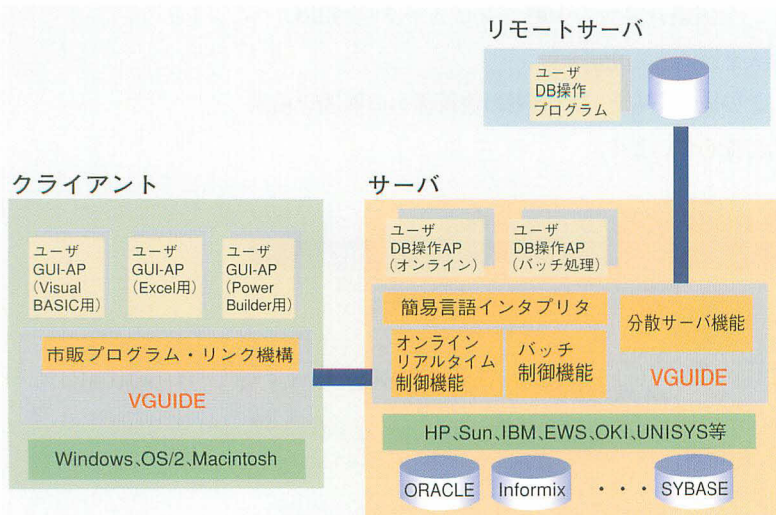 リモートサーバ
ユーザ
DB操作
プログラム
クライアント
ユーザ
GUI-AP
(Visual
BASIC用)
ユーザ
GUI-AP
(Excel用)
ユーザ
GUI-AP
(Power
Builder用)
市販プログラム・リンク機構
VGUIDE
Windows、OS/2、Macintosh
サーバ
ユーザ
DB操作AP
(オンライン)
ユーザ
DB操作AP
(バッチ処理)
簡易言語インタプリタ
オンライン
リアルタイム
制御機能
バッチ
制御機能
分散サーバ機能
VGUIDE
HP、Sun、IBM、EWS、OKI、UNISYS等
ORACLE
Informix
・・・
SYBASE